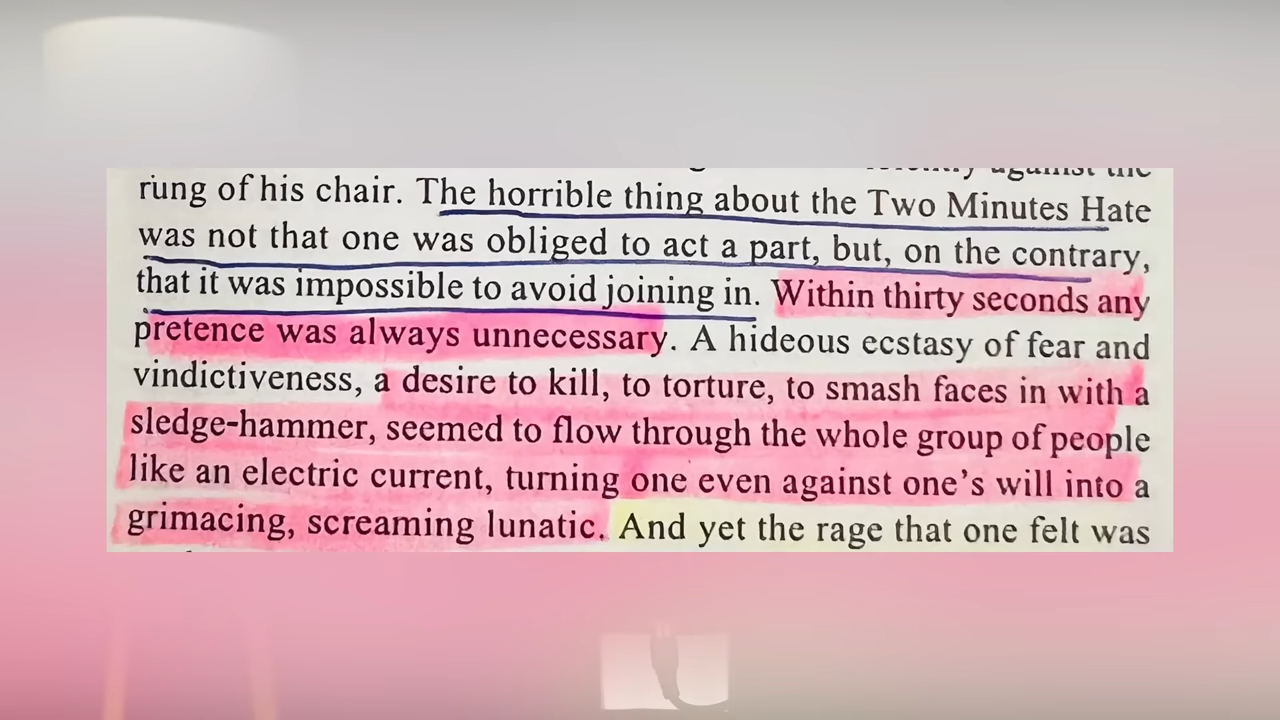 against the
rung of his chair. The horrible thing about the Two Minutes Hate
was not that one was obliged to act a part, but, on the contrary,
that it was impossible to avoid joining in. Within thirty seconds any
pretence was always unnecessary. A hideous ecstasy of fear and
vindictiveness, a desire to kill, to torture, to smash faces in with a
sledge-hammer, seemed to flow through the whole group of people
like an electric current, turning one even against one’s will into a
grimacing, screaming lunatic. And yet the rage that one felt was